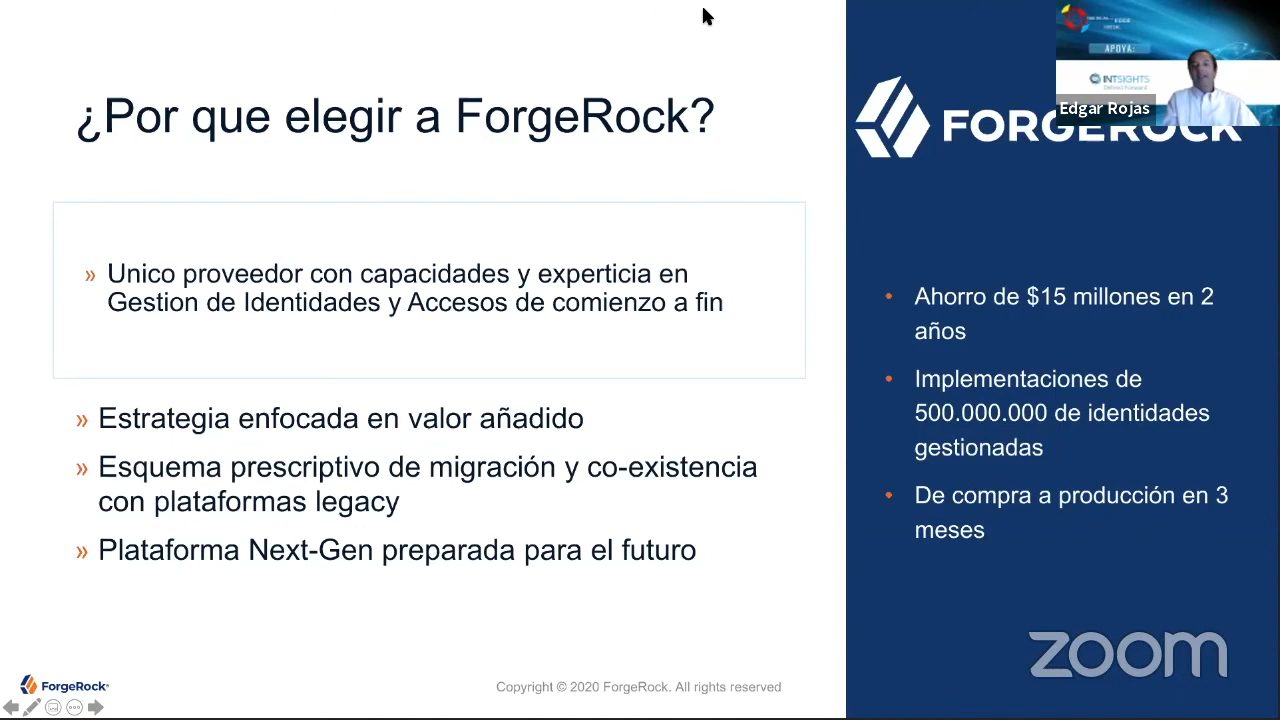 ¿Por que elegir a ForgeRock?
» Unico proveedor con capacidades y experticia en
Gestion de Identidades y Accesos de comienzo a fin
» Estrategia enfocada en valor añadido
» Esquema prescriptivo de migración y co-existencia
con plataformas legacy
» Plataforma Next-Gen preparada para el futuro
ForgeRock
Copyright © 2020 ForgeRock. All rights reserved
APOYA:
INTSIGHTS
Defend Forward
Edgar Rojas
FORGEROCK
• Ahorro de $15 millones en 2
años
• Implementaciones de
500.000.000 de identidades
gestionadas
• De compra a producción en 3
meses
zoom